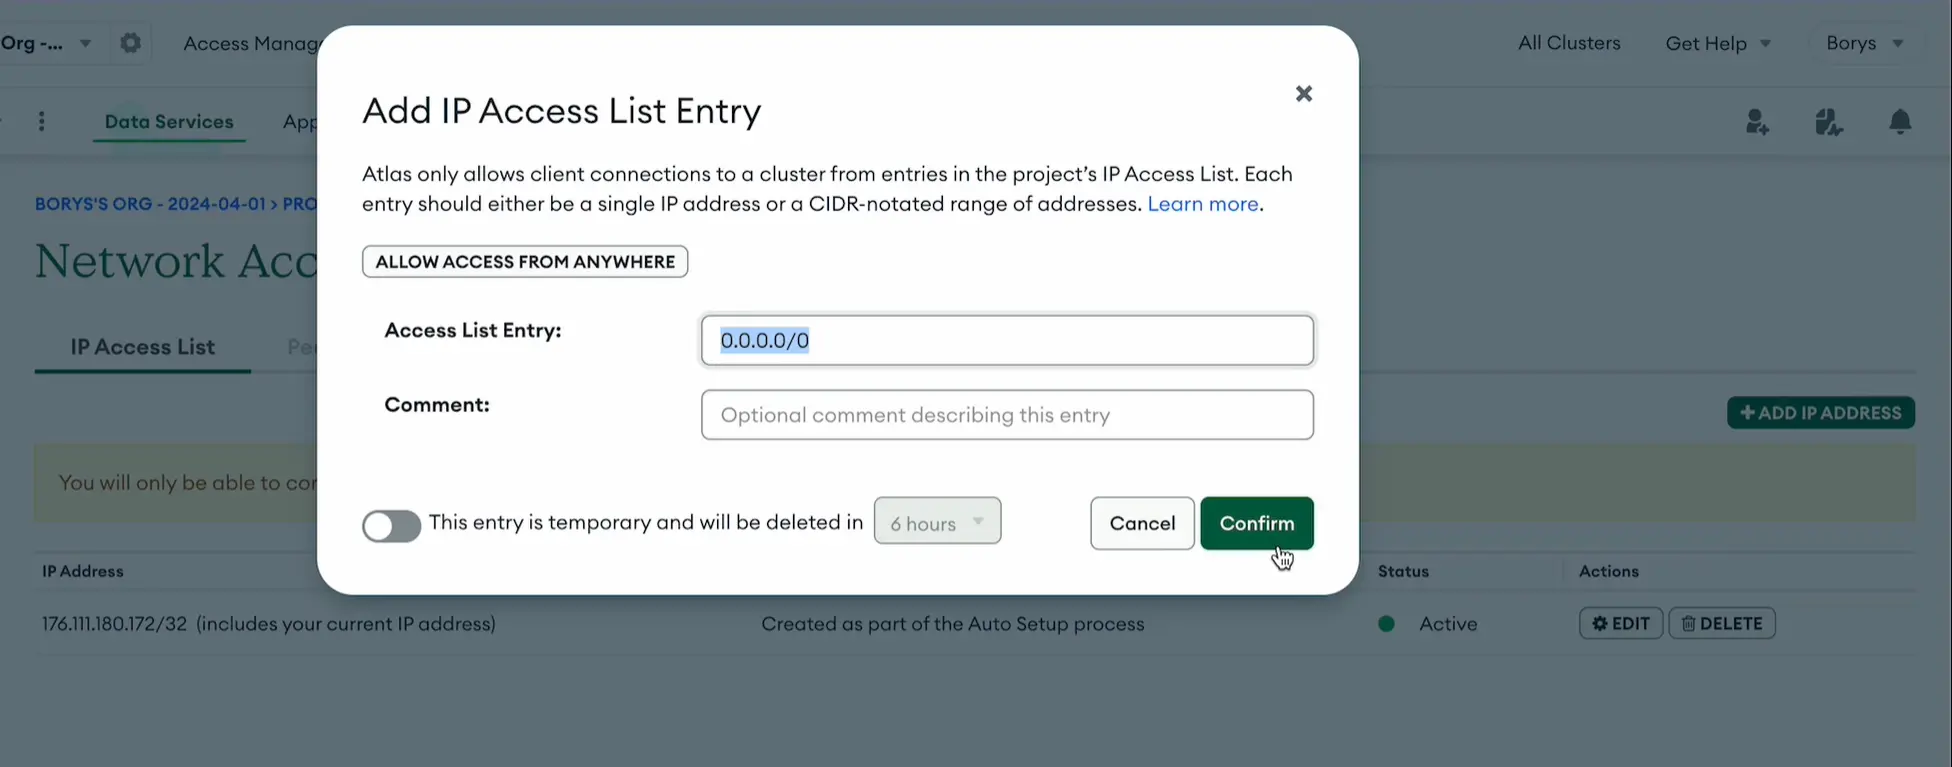 Org -...
Access Manag
All Clusters
Get Help
Borys
Data Services
App
BORYS'S ORG - 2024-04-01 > PRO
Network Acc
IP Access List
Pe
+ ADD IP ADDRESS
You will only be able to con
IP Address
Status
Actions
176.111.180.172/32 (includes your current IP address)
Created as part of the Auto Setup process
Active
EDIT
DELETE
Add IP Access List Entry
×
Atlas only allows client connections to a cluster from entries in the project's IP Access List. Each
entry should either be a single IP address or a CIDR-notated range of addresses. Learn more.
ALLOW ACCESS FROM ANYWHERE
Access List Entry:
0.0.0.0/0
Comment:
Optional comment describing this entry
This entry is temporary and will be deleted in
6 hours
Cancel
Confirm